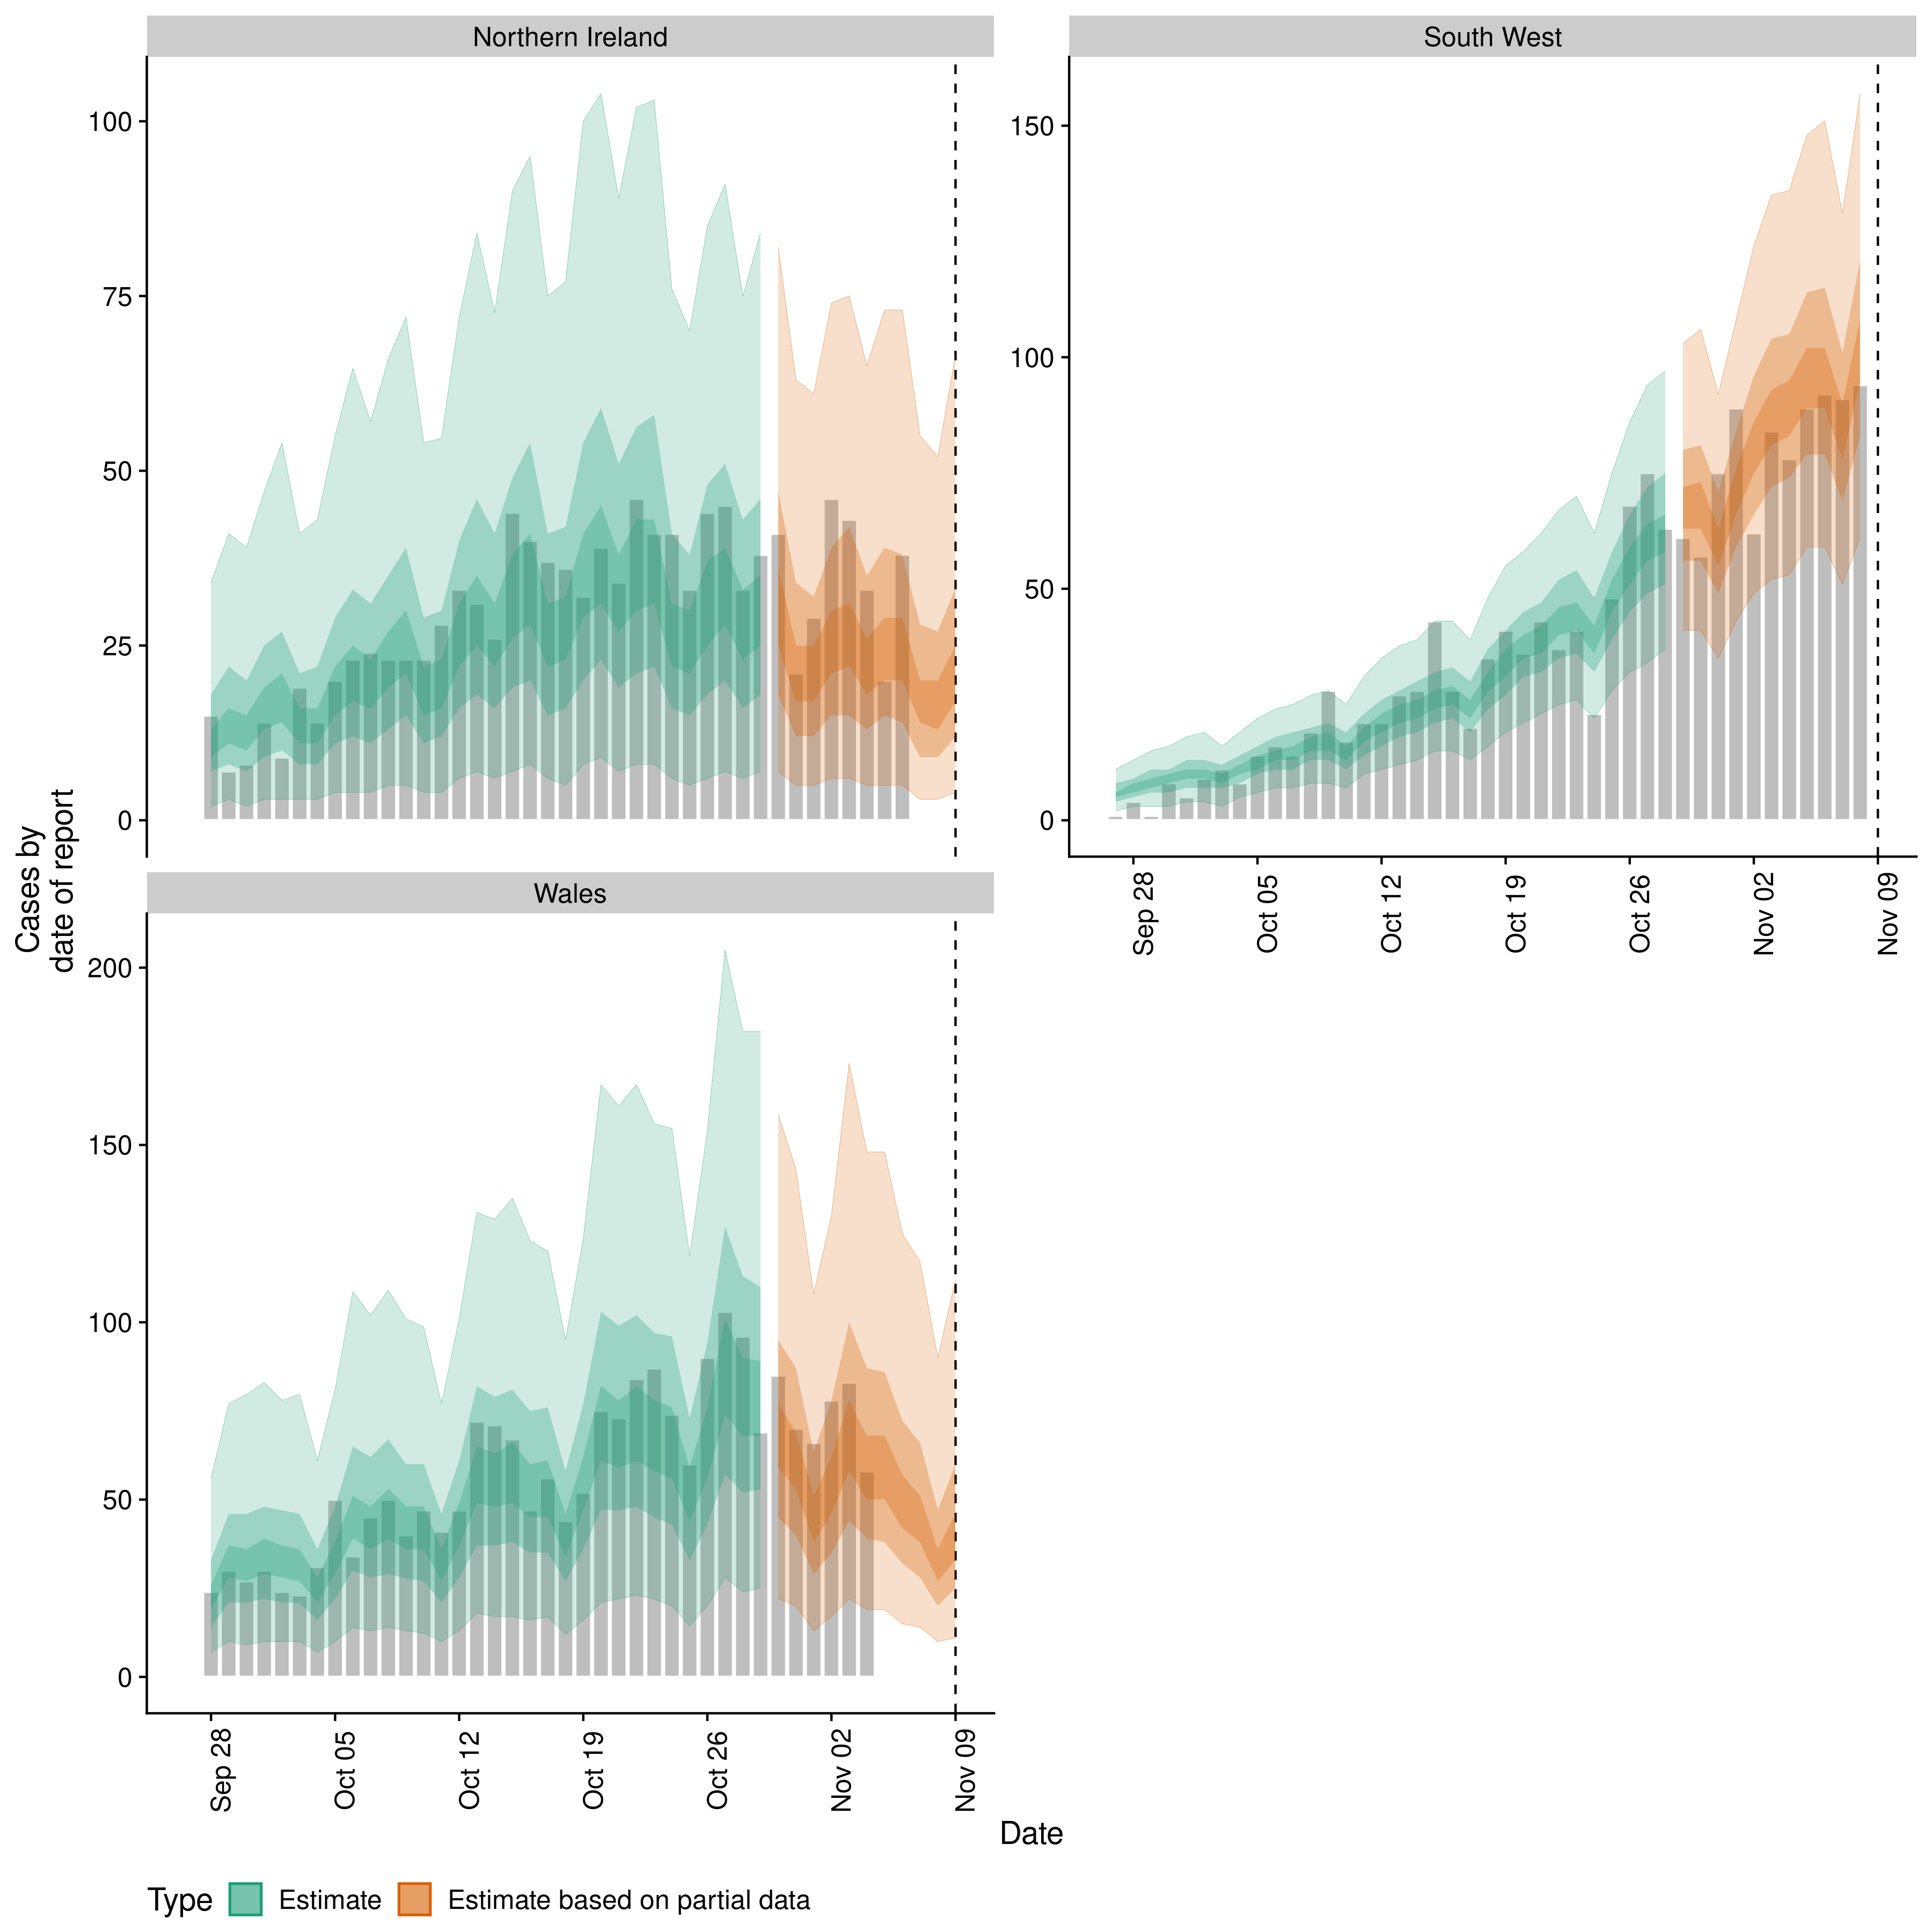 Northern Ireland
South West
100
75
50
25
0
150
100
50
0
Sep 28
Oct 05
Oct 12
Oct 19
Oct 26
Nov 02
Nov 09
Cases by
date of report
Wales
200
150
100
50
0
Sep 28
Oct 05
Oct 12
Oct 19
Oct 26
Nov 02
Nov 09
Date
Type Estimate Estimate based on partial data